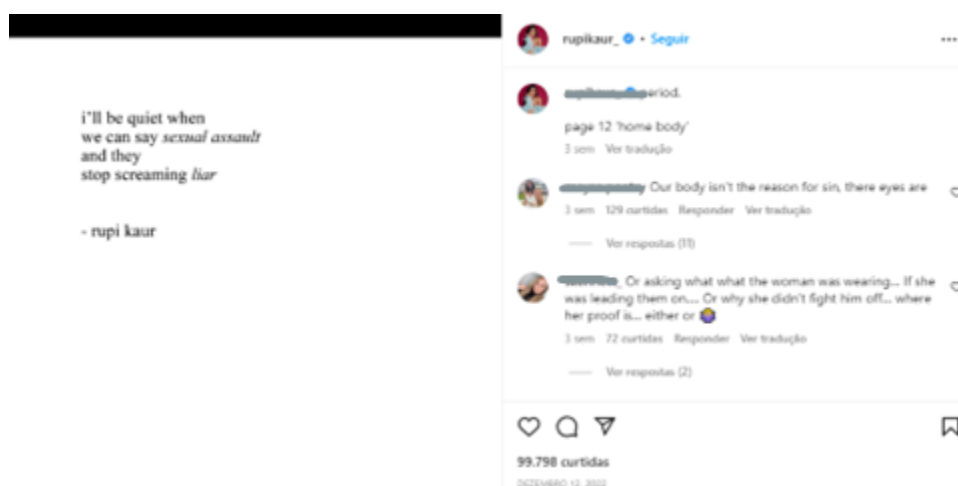 i'll be quiet when
we can say sexual assault
and they
stop screaming liar
- rupi kaur
rupikaur_ • Seguir
period.
page 12 'home body'
3 sem Ver tradução
Our body isn't the reason for sin, there eyes are
3 sem 129 curtidas Responder Ver tradução
Ver respostas (11)
Or asking what what the woman was wearing... If she
was leading them on.... Or why she didn't fight him off... where
her proof is... either or
3 sem 72 curtidas Responder Ver tradução
Ver respostas (2)
99.798 curtidas
DEZEMBRO 12, 2022